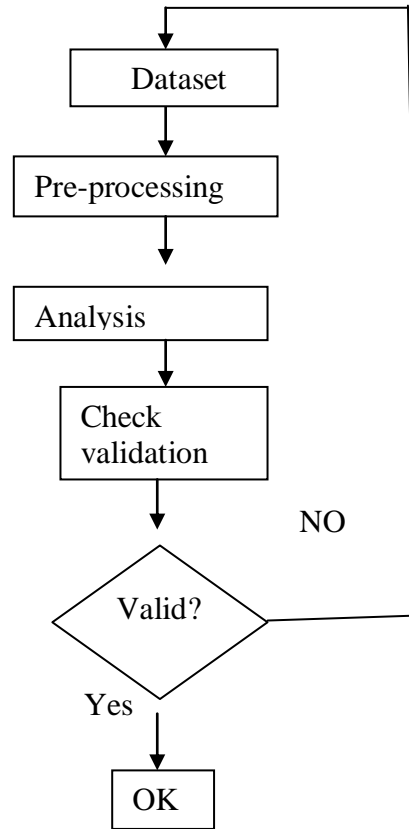 Dataset
Pre-processing
Analysis
Check
validation
NO
Valid?
Yes
OK